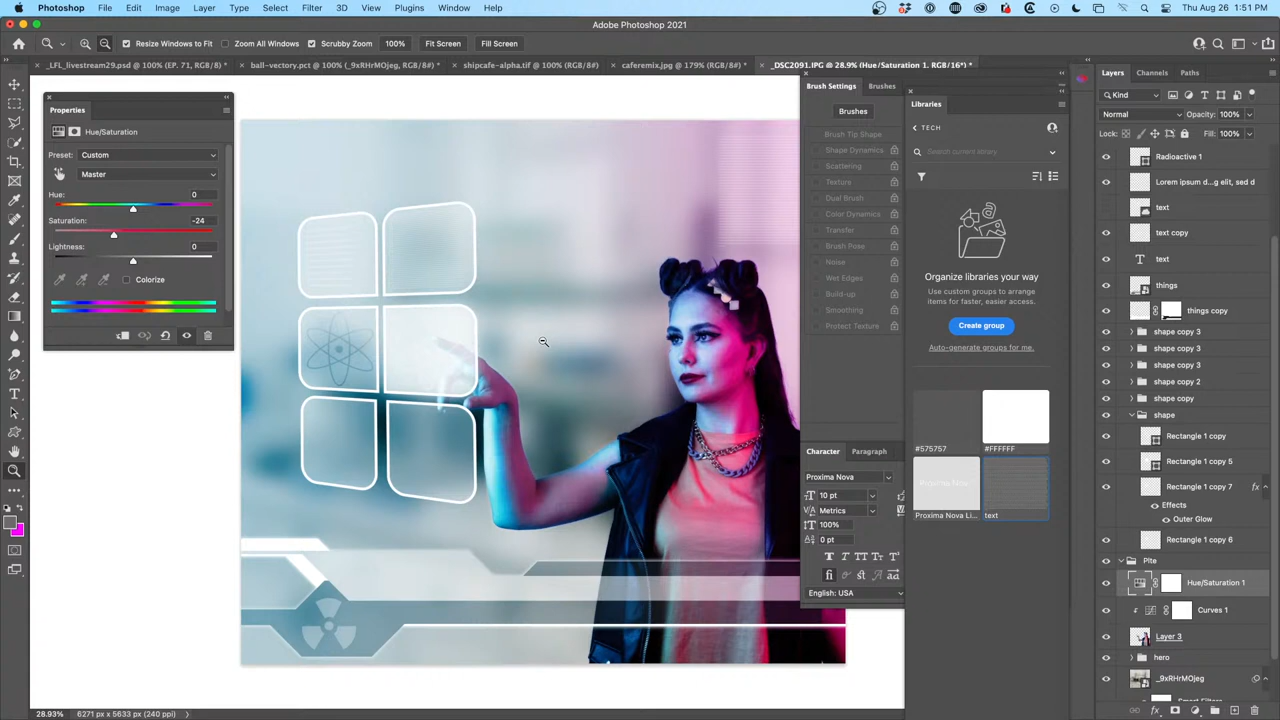 Photoshop File Edit Image Layer Type Select Filter 3D View Plugins Window Help
Thu Aug 26 1:51 PM
Adobe Photoshop 2021
Resize Windows to Fit Zoom All Windows Scrubby Zoom 100% Fit Screen Fill Screen
_LFL_livestream29.psd @ 100% (EP. 71, RGB/8) *
ball-vectory.pct @ 100% (_9xRHrMOjeg, RGB/8#) *
shipcafe-alpha.tif @ 100% (RGB/8#)
caferemix.jpg @ 179% (RGB/8#) *
_DSC2091.JPG @ 28.9% (Hue/Saturation 1, RGB/16*) *
Properties
Hue/Saturation
Preset: Custom
Master
Hue: 0
Saturation: -24
Lightness: 0
Colorize
Brush Settings Brushes
Brushes
Brush Tip Shape
Shape Dynamics
Scattering
Texture
Dual Brush
Color Dynamics
Transfer
Brush Pose
Noise
Wet Edges
Build-up
Smoothing
Protect Texture
Character Paragraph
Proxima Nova
10 pt
Metrics
100%
0 pt
English: USA
Libraries
TECH
Search current library
Organize libraries your way
Use custom groups to arrange
items for faster, easier access.
Create group
Auto-generate groups for me.
#575757 #FFFFFF
Proxima Nova Li... text
Layers Channels Paths
Kind
Normal Opacity: 100%
Lock: Fill: 100%
Radioactive 1
Lorem ipsum d...g elit, sed d
text
text copy
text
things
things copy
shape copy 3
shape copy 3
shape copy 3
shape copy 2
shape copy
shape
Rectangle 1 copy
Rectangle 1 copy 5
Rectangle 1 copy 7 fx
Effects
Outer Glow
Rectangle 1 copy 6
Plte
Hue/Saturation 1
Curves 1
Layer 3
hero
_9xRHrMOjeg
Smart Filters
28.93% 6271 px x 5633 px (240 ppi)